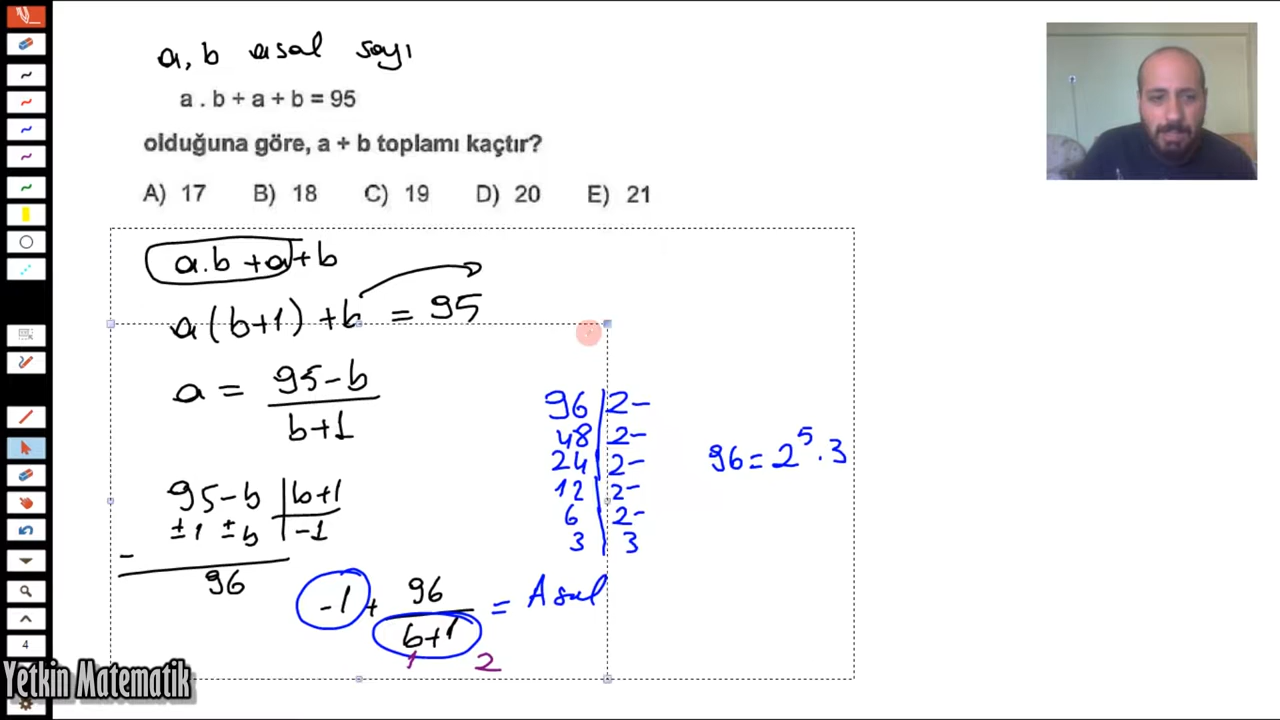 a, b asal sayı
a . b + a + b = 95
olduğuna göre, a + b toplamı kaçtır?
A) 17 B) 18 C) 19 D) 20 E) 21
a.b + a + b
a(b+1) + b = 95
a = 95-b / b+1
96 | 2-
48 | 2-
24 | 2-
12 | 2-
6 | 2-
3 | 3
96 = 2^5 . 3
95-b | b+1
±1 ±b | -1
-
96
-1 + 96 / b+1 = Asal
1 2
4
Yetkin Matematik